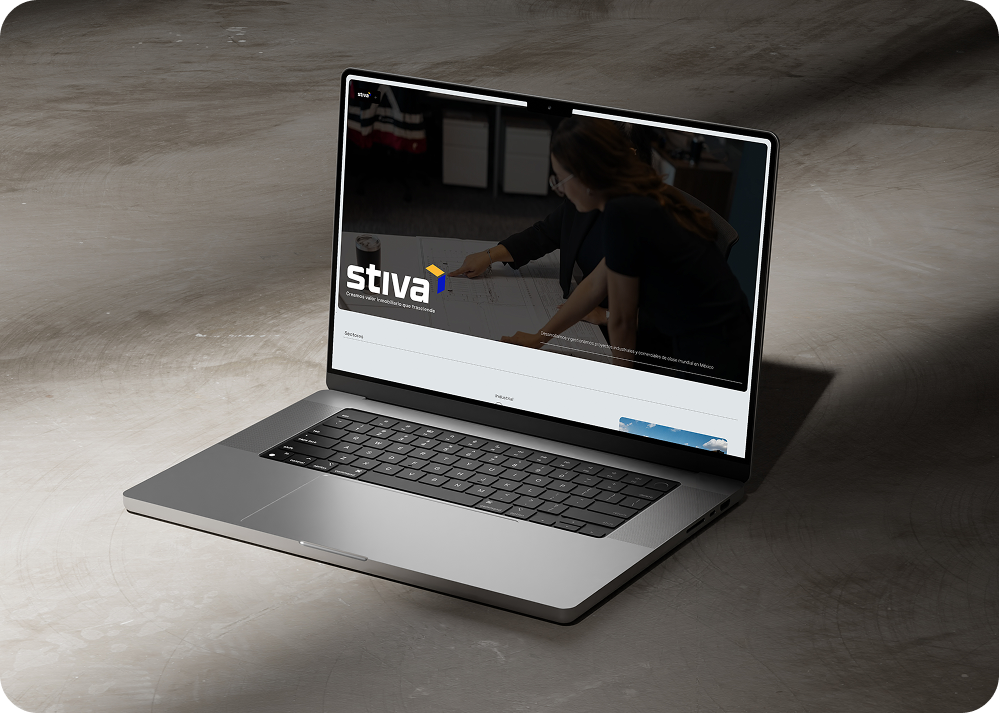 stiva
stiva
Creamos valor inmobiliario que trasciende
Desarrollamos y gestionamos proyectos industriales y comerciales de clase mundial en México
Sectores
Industrial